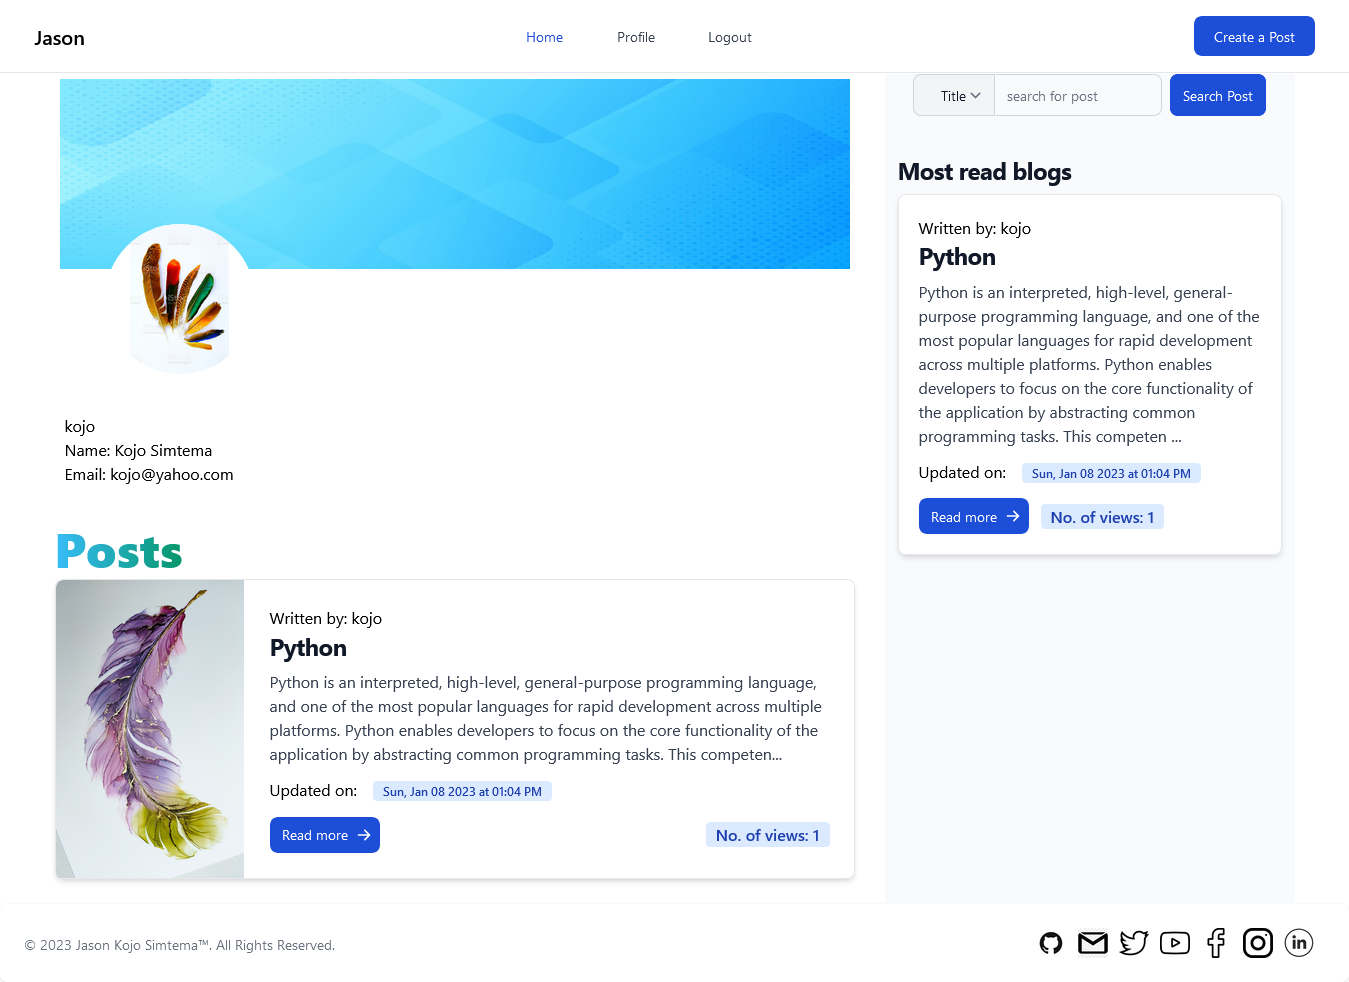 Jason
Home
Profile
Logout
Create a Post
Title
search for post
Search Post
kojo
Name: Kojo Simtema
Email: kojo@yahoo.com
Posts
Written by: kojo
Python
Python is an interpreted, high-level, general-purpose programming language,
and one of the most popular languages for rapid development across multiple
platforms. Python enables developers to focus on the core functionality of the
application by abstracting common programming tasks. This competen...
Updated on:
Sun, Jan 08 2023 at 01:04 PM
Read more
No. of views: 1
Most read blogs
Written by: kojo
Python
Python is an interpreted, high-level, general-
purpose programming language, and one of the
most popular languages for rapid development
across multiple platforms. Python enables
developers to focus on the core functionality of
the application by abstracting common
programming tasks. This competen ...
Updated on:
Sun, Jan 08 2023 at 01:04 PM
Read more
No. of views: 1
© 2023 Jason Kojo Simtema™. All Rights Reserved.
in